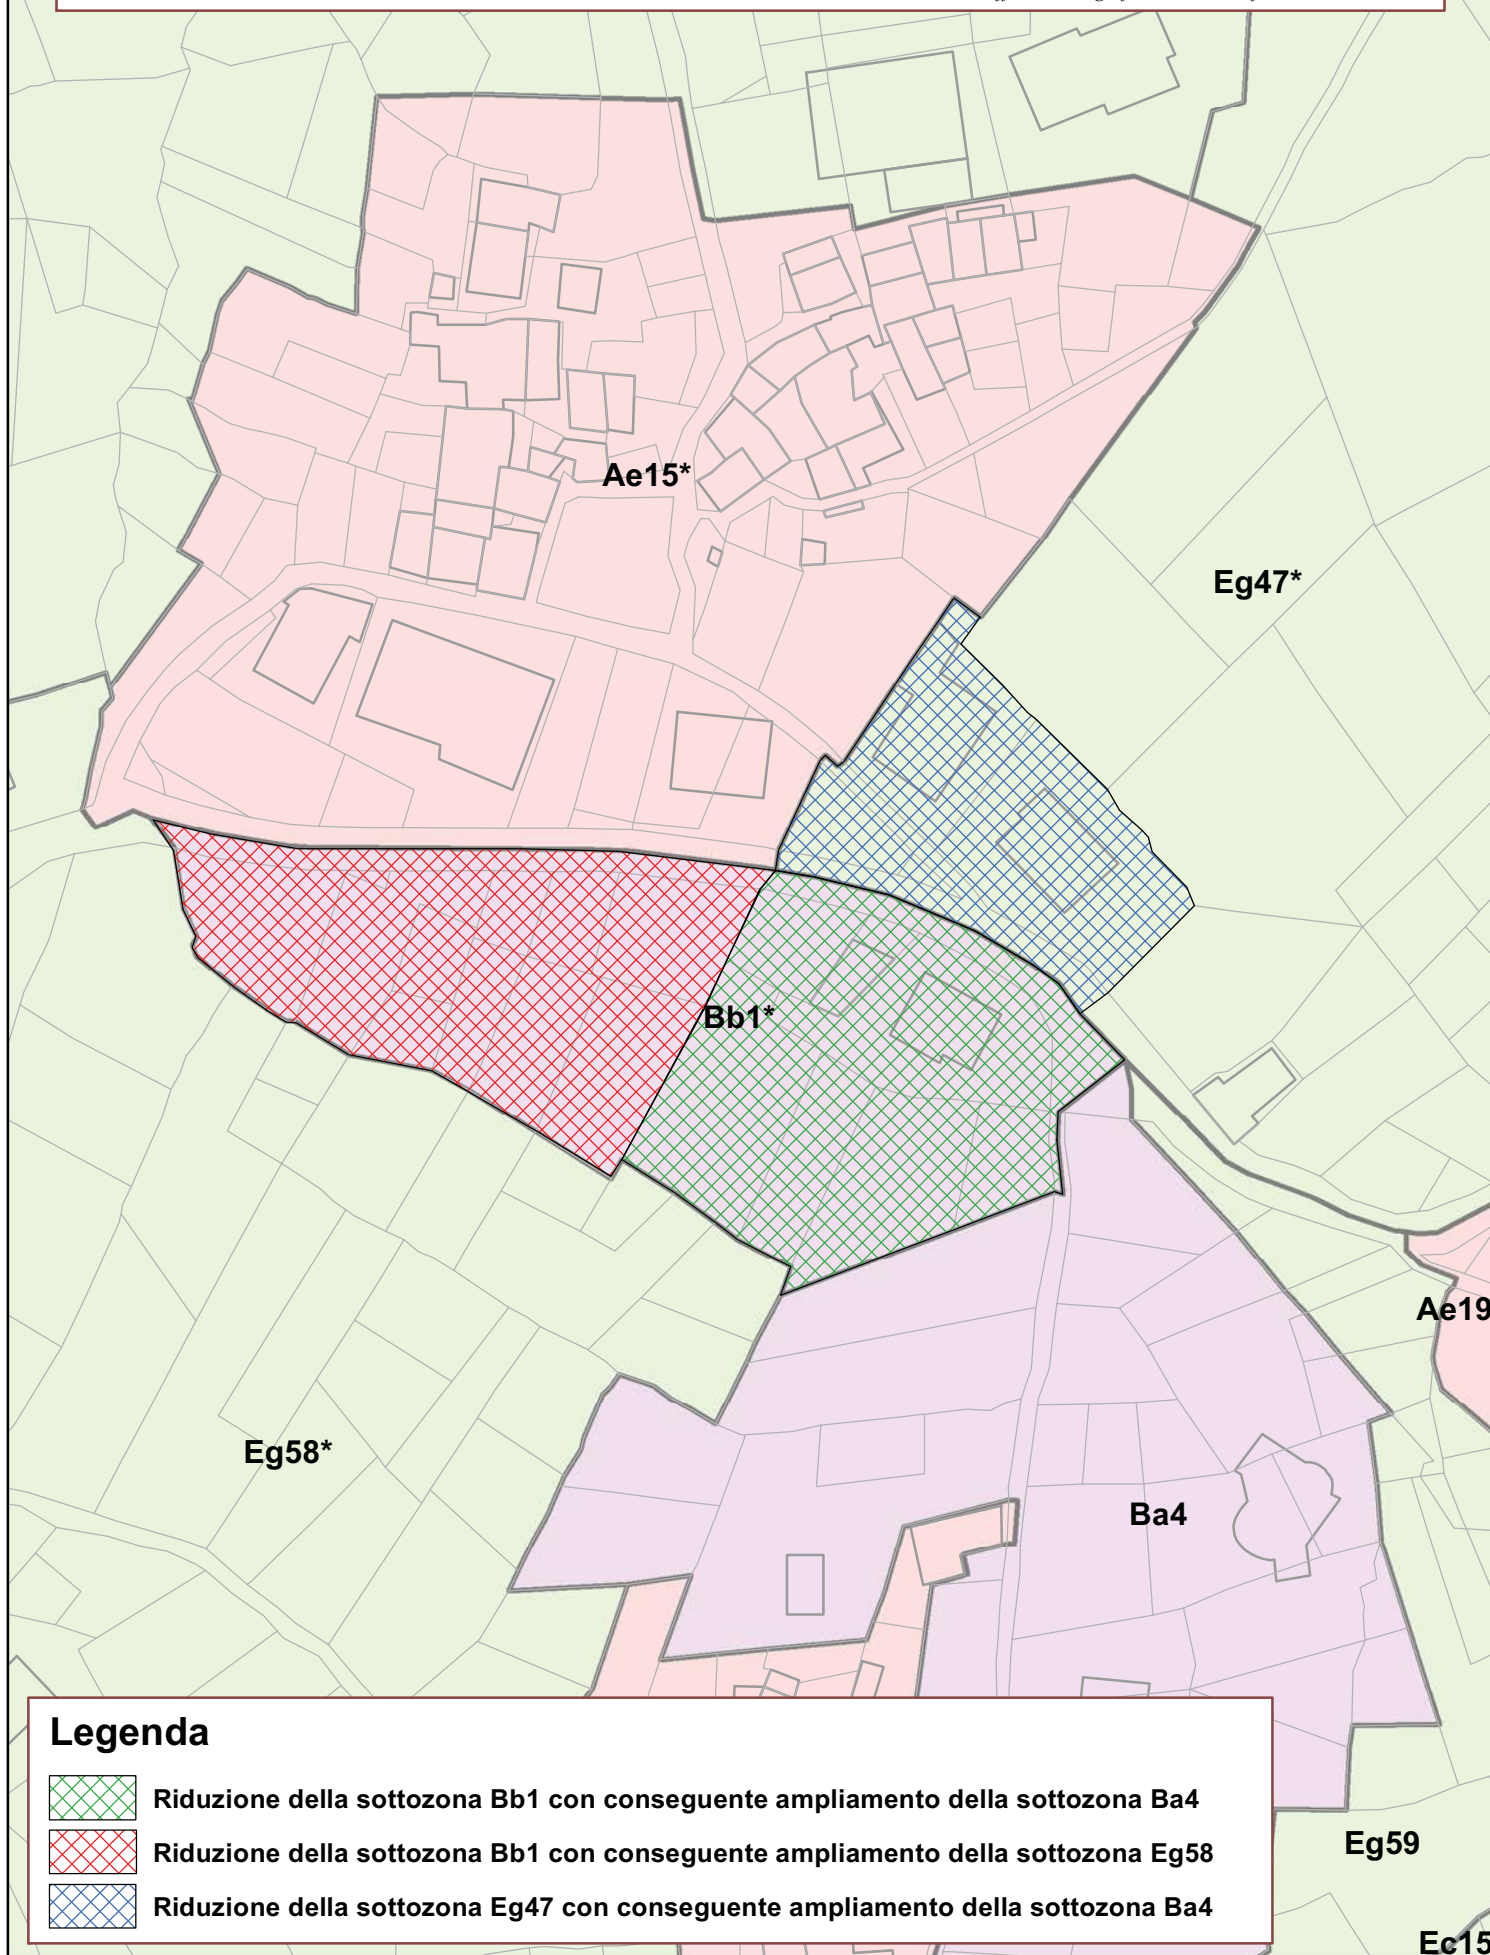 Ae15*
Eg47*
Bb1*
Ae19
Eg58*
Ba4
Legenda
Riduzione della sottozona Bb1 con conseguente ampliamento della sottozona Ba4
Riduzione della sottozona Bb1 con conseguente ampliamento della sottozona Eg58
Riduzione della sottozona Eg47 con conseguente ampliamento della sottozona Ba4
Eg59
Ec15